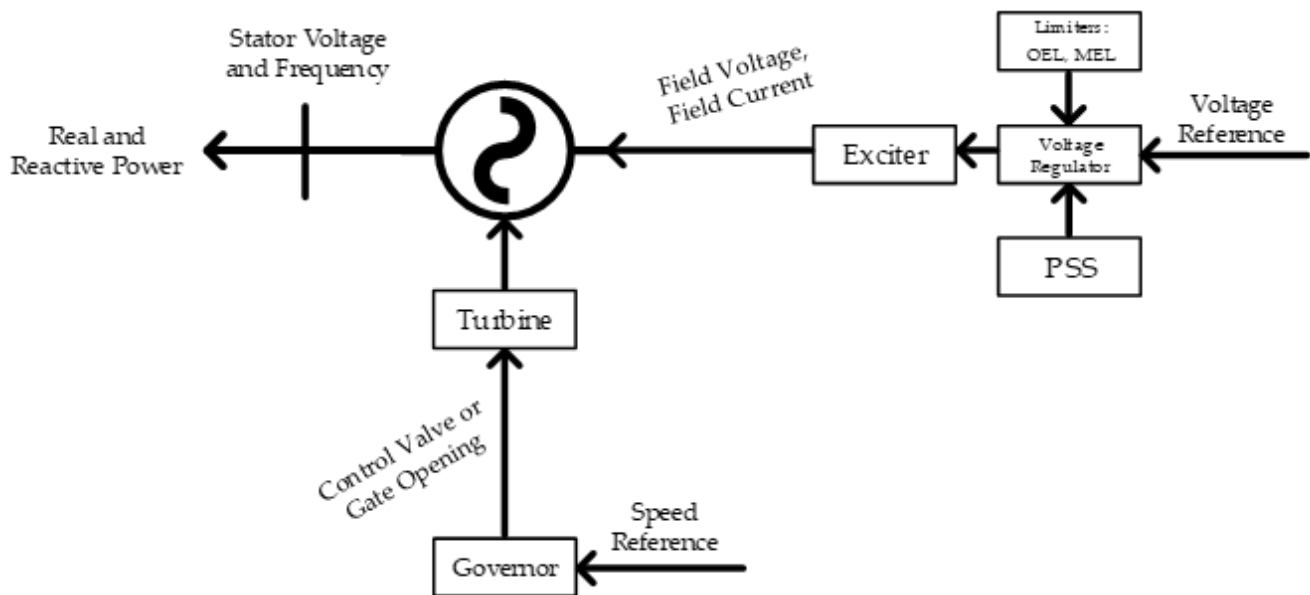 Stator Voltage
and Frequency
Real and
Reactive Power
Field Voltage,
Field Current
Exciter
Limiters:
OEL, MEL
Voltage
Regulator
Voltage
Reference
PSS
Turbine
Control Valve or
Gate Opening
Governor
Speed
Reference